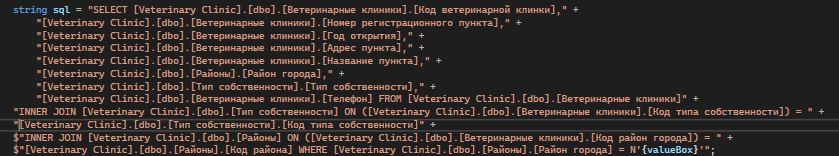 string sql = "SELECT [Veterinary Clinic].[dbo].[Ветеринарные клиники].[Код ветеринарной клинки]," +
"[Veterinary Clinic].[dbo].[Ветеринарные клиники].[Номер регистрационного пункта]," +
"[Veterinary Clinic].[dbo].[Ветеринарные клиники].[Год открытия]," +
"[Veterinary Clinic].[dbo].[Ветеринарные клиники].[Адрес пункта]," +
"[Veterinary Clinic].[dbo].[Ветеринарные клиники].[Название пункта]," +
"[Veterinary Clinic].[dbo].[Районы].[Район города]," +
"[Veterinary Clinic].[dbo].[Тип собственности].[Тип собственности]," +
"[Veterinary Clinic].[dbo].[Ветеринарные клиники].[Телефон] FROM [Veterinary Clinic].[dbo].[Ветеринарные клиники]" +
"INNER JOIN [Veterinary Clinic].[dbo].[Тип собственности] ON ([Veterinary Clinic].[dbo].[Ветеринарные клиники].[Код типа собственности]) = " +
"[Veterinary Clinic].[dbo].[Тип собственности].[Код типа собственности]" +
$"INNER JOIN [Veterinary Clinic].[dbo].[Районы] ON ([Veterinary Clinic].[dbo].[Ветеринарные клиники].[Код район города]) = " +
$"[Veterinary Clinic].[dbo].[Районы].[Код района] WHERE [Veterinary Clinic].[dbo].[Районы].[Район города] = N'{valueBox}'";